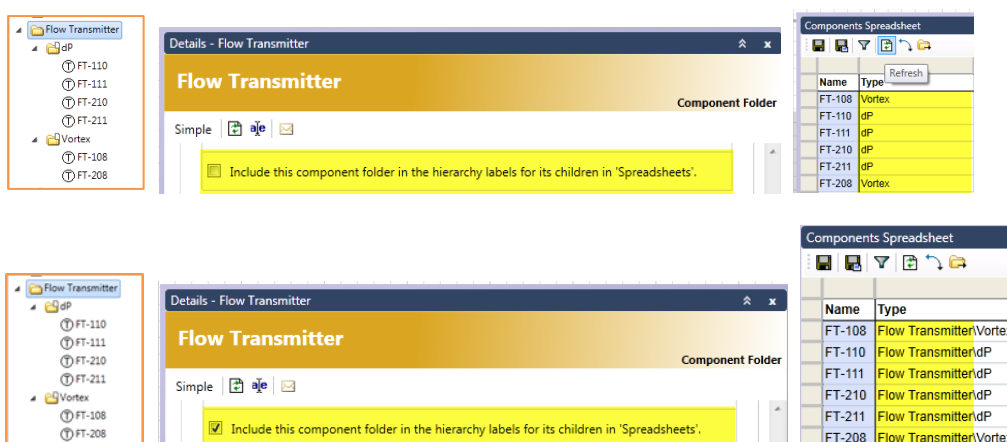 Flow Transmitter
dP
FT-110
FT-111
FT-210
FT-211
Vortex
FT-108
FT-208
Details - Flow Transmitter
Flow Transmitter
Component Folder
Simple
Include this component folder in the hierarchy labels for its children in 'Spreadsheets'.
Components Spreadsheet
Refresh
Name Type
FT-108 Vortex
FT-110 dP
FT-111 dP
FT-210 dP
FT-211 dP
FT-208 Vortex
Flow Transmitter
dP
FT-110
FT-111
FT-210
FT-211
Vortex
FT-108
FT-208
Details - Flow Transmitter
Flow Transmitter
Component Folder
Simple
Include this component folder in the hierarchy labels for its children in 'Spreadsheets'.
Components Spreadsheet
Name Type
FT-108 Flow Transmitter\Vortex
FT-110 Flow Transmitter\dP
FT-111 Flow Transmitter\dP
FT-210 Flow Transmitter\dP
FT-211 Flow Transmitter\dP
FT-208 Flow Transmitter\Vorte